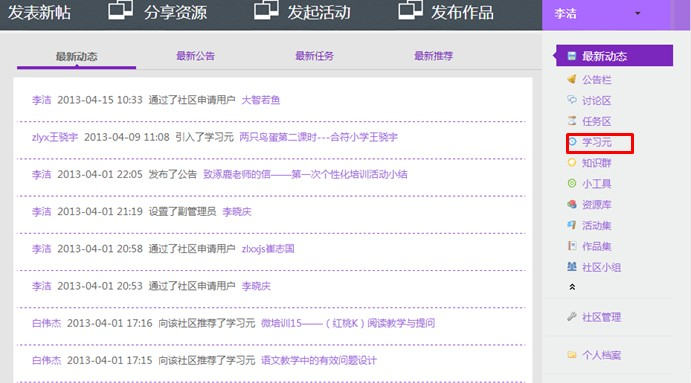 发表新帖 分享资源 发起活动 发布作品 李洁
最新动态 最新公告 最新任务 最新推荐
李洁 2013-04-15 10:33 通过了社区申请用户 大智若鱼
zlyx王骁宇 2013-04-09 11:08 引入了学习元 两只鸟蛋第二课时---合符小学王骁宇
李洁 2013-04-01 22:05 发布了公告 致涿鹿老师的信——第一次个性化培训活动小结
李洁 2013-04-01 21:19 设置了副管理员 李晓庆
李洁 2013-04-01 20:58 通过了社区申请用户 zlxxjs崔志国
李洁 2013-04-01 20:53 通过了社区申请用户 李晓庆
白伟杰 2013-04-01 17:16 向该社区推荐了学习元 微培训15——（红桃K）阅读教学与提问
白伟杰 2013-04-01 17:15 向该社区推荐了学习元 语文教学中的有效问题设计
最新动态
公告栏
讨论区
任务区
学习元
知识群
小工具
资源库
活动集
作品集
社区小组
社区管理
个人档案